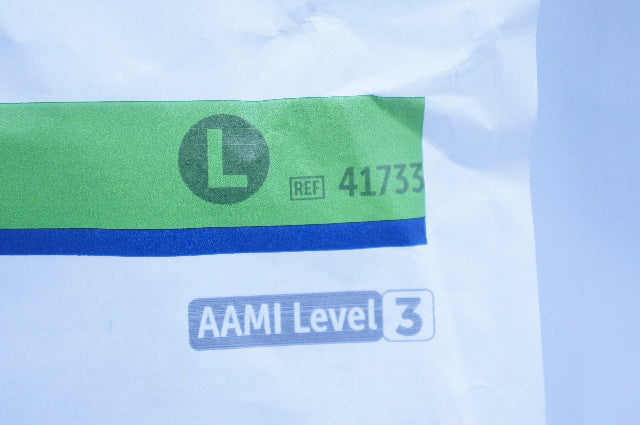 L REF 41733
AAMI Level 3